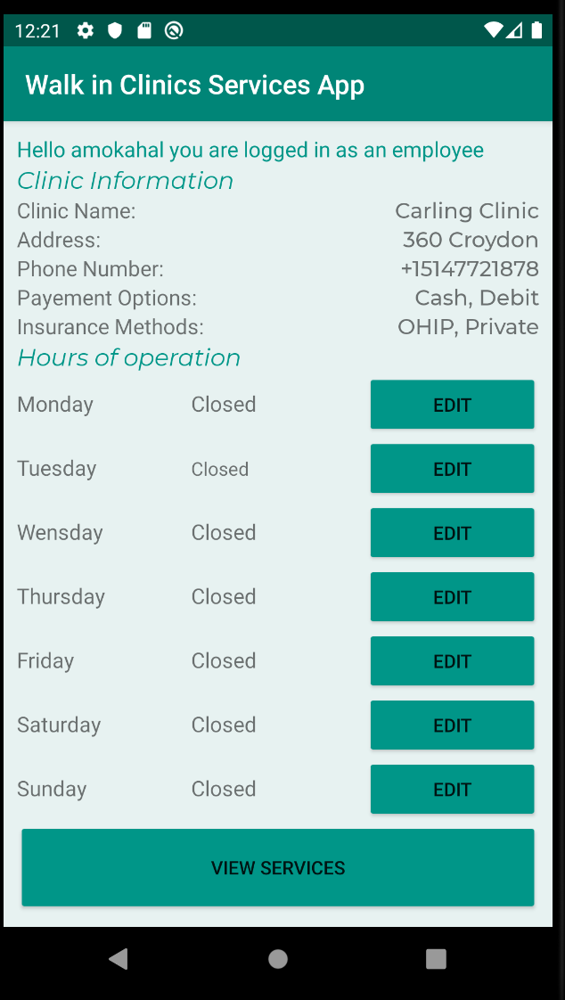 12:21
Walk in Clinics Services App
Hello amokahal you are logged in as an employee
Clinic Information
Clinic Name: Carling Clinic
Address: 360 Croydon
Phone Number: +15147721878
Payment Options: Cash, Debit
Insurance Methods: OHIP, Private
Hours of operation
Monday Closed EDIT
Tuesday Closed EDIT
Wensday Closed EDIT
Thursday Closed EDIT
Friday Closed EDIT
Saturday Closed EDIT
Sunday Closed EDIT
VIEW SERVICES